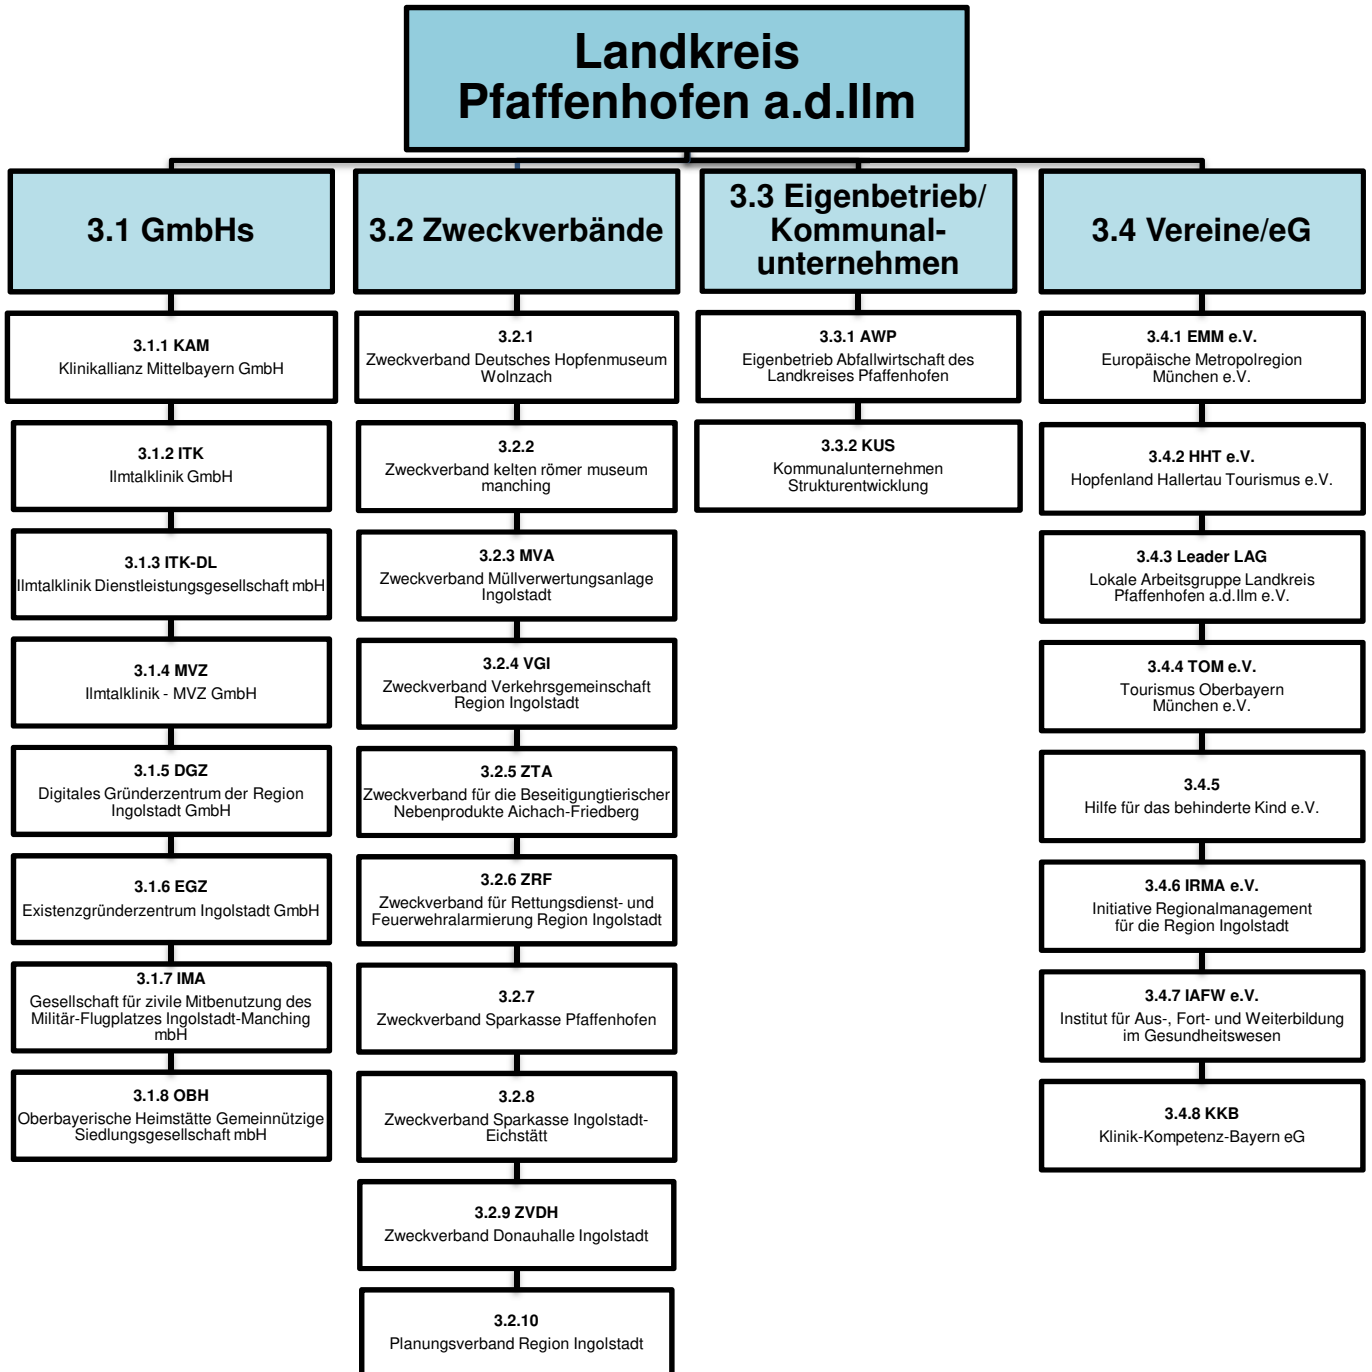 Landkreis
Pfaffenhofen a.d.Ilm
3.1 GmbHs
3.1.1 KAM
Klinikallianz Mittelbayern GmbH
3.1.2 ITK
Ilmtalklinik GmbH
3.1.3 ITK-DL
Ilmtalklinik Dienstleistungsgesellschaft mbH
3.1.4 MVZ
Ilmtalklinik - MVZ GmbH
3.1.5 DGZ
Digitales Gründerzentrum der Region
Ingolstadt GmbH
3.1.6 EGZ
Existenzgründerzentrum Ingolstadt GmbH
3.1.7 IMA
Gesellschaft für zivile Mitbenutzung des
Militär-Flugplatzes Ingolstadt-Manching
mbH
3.1.8 OBH
Oberbayerische Heimstätte Gemeinnützige
Siedlungsgesellschaft mbH
3.2 Zweckverbände
3.2.1
Zweckverband Deutsches Hopfenmuseum
Wolnzach
3.2.2
Zweckverband kelten römer museum
manching
3.2.3 MVA
Zweckverband Müllverwertungsanlage
Ingolstadt
3.2.4 VGI
Zweckverband Verkehrsgemeinschaft
Region Ingolstadt
3.2.5 ZTA
Zweckverband für die Beseitigungtierischer
Nebenprodukte Aichach-Friedberg
3.2.6 ZRF
Zweckverband für Rettungsdienst- und
Feuerwehralarmierung Region Ingolstadt
3.2.7
Zweckverband Sparkasse Pfaffenhofen
3.2.8
Zweckverband Sparkasse Ingolstadt-
Eichstätt
3.2.9 ZVDH
Zweckverband Donauhalle Ingolstadt
3.2.10
Planungsverband Region Ingolstadt
3.3 Eigenbetrieb/
Kommunal-
unternehmen
3.3.1 AWP
Eigenbetrieb Abfallwirtschaft des
Landkreises Pfaffenhofen
3.3.2 KUS
Kommunalunternehmen
Strukturentwicklung
3.4 Vereine/eG
3.4.1 EMM e.V.
Europäische Metropolregion
München e.V.
3.4.2 HHT e.V.
Hopfenland Hallertau Tourismus e.V.
3.4.3 Leader LAG
Lokale Arbeitsgruppe Landkreis
Pfaffenhofen a.d.Ilm e.V.
3.4.4 TOM e.V.
Tourismus Oberbayern
München e.V.
3.4.5
Hilfe für das behinderte Kind e.V.
3.4.6 IRMA e.V.
Initiative Regionalmanagement
für die Region Ingolstadt
3.4.7 IAFW e.V.
Institut für Aus-, Fort- und Weiterbildung
im Gesundheitswesen
3.4.8 KKB
Klinik-Kompetenz-Bayern eG